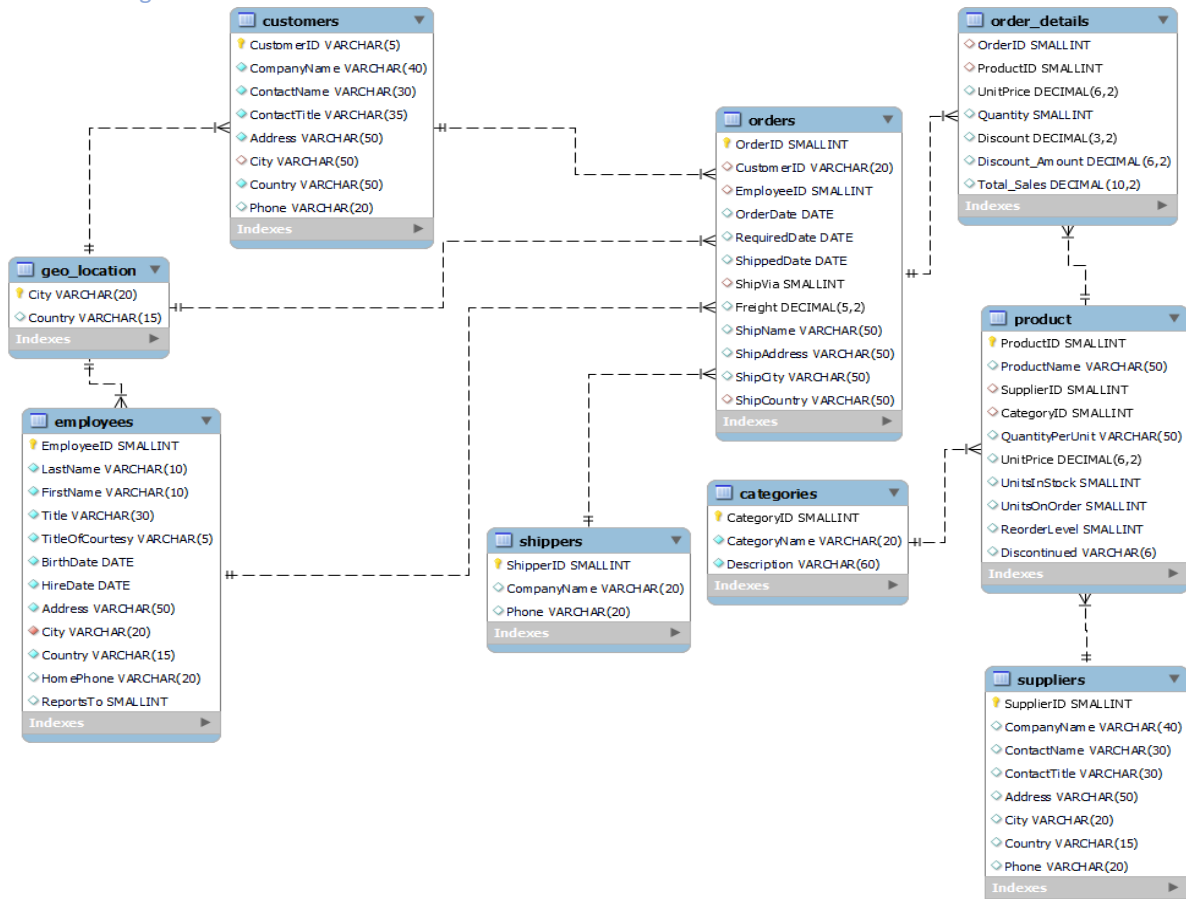 customers
CustomerID VARCHAR(5)
CompanyName VARCHAR(40)
ContactName VARCHAR(30)
ContactTitle VARCHAR(35)
Address VARCHAR(50)
City VARCHAR(50)
Country VARCHAR(50)
Phone VARCHAR(20)
Indexes
order_details
OrderID SMALLINT
ProductID SMALLINT
UnitPrice DECIMAL(6,2)
Quantity SMALLINT
Discount DECIMAL(3,2)
Discount_Amount DECIMAL(6,2)
Total_Sales DECIMAL(10,2)
Indexes
orders
OrderID SMALLINT
CustomerID VARCHAR(20)
EmployeeID SMALLINT
OrderDate DATE
RequiredDate DATE
ShippedDate DATE
ShipVia SMALLINT
Freight DECIMAL(5,2)
ShipName VARCHAR(50)
ShipAddress VARCHAR(50)
ShipCity VARCHAR(50)
ShipCountry VARCHAR(50)
Indexes
geo_location
City VARCHAR(20)
Country VARCHAR(15)
Indexes
product
ProductID SMALLINT
ProductName VARCHAR(50)
SupplierID SMALLINT
CategoryID SMALLINT
QuantityPerUnit VARCHAR(50)
UnitPrice DECIMAL(6,2)
UnitsInStock SMALLINT
UnitsOnOrder SMALLINT
ReorderLevel SMALLINT
Discontinued VARCHAR(6)
Indexes
employees
EmployeeID SMALLINT
LastName VARCHAR(10)
FirstName VARCHAR(10)
Title VARCHAR(30)
TitleOfCourtesy VARCHAR(5)
BirthDate DATE
HireDate DATE
Address VARCHAR(50)
City VARCHAR(20)
Country VARCHAR(15)
HomePhone VARCHAR(20)
ReportsTo SMALLINT
Indexes
categories
CategoryID SMALLINT
CategoryName VARCHAR(20)
Description VARCHAR(60)
Indexes
shippers
ShipperID SMALLINT
CompanyName VARCHAR(20)
Phone VARCHAR(20)
Indexes
suppliers
SupplierID SMALLINT
CompanyName VARCHAR(40)
ContactName VARCHAR(30)
ContactTitle VARCHAR(30)
Address VARCHAR(50)
City VARCHAR(20)
Country VARCHAR(15)
Phone VARCHAR(20)
Indexes